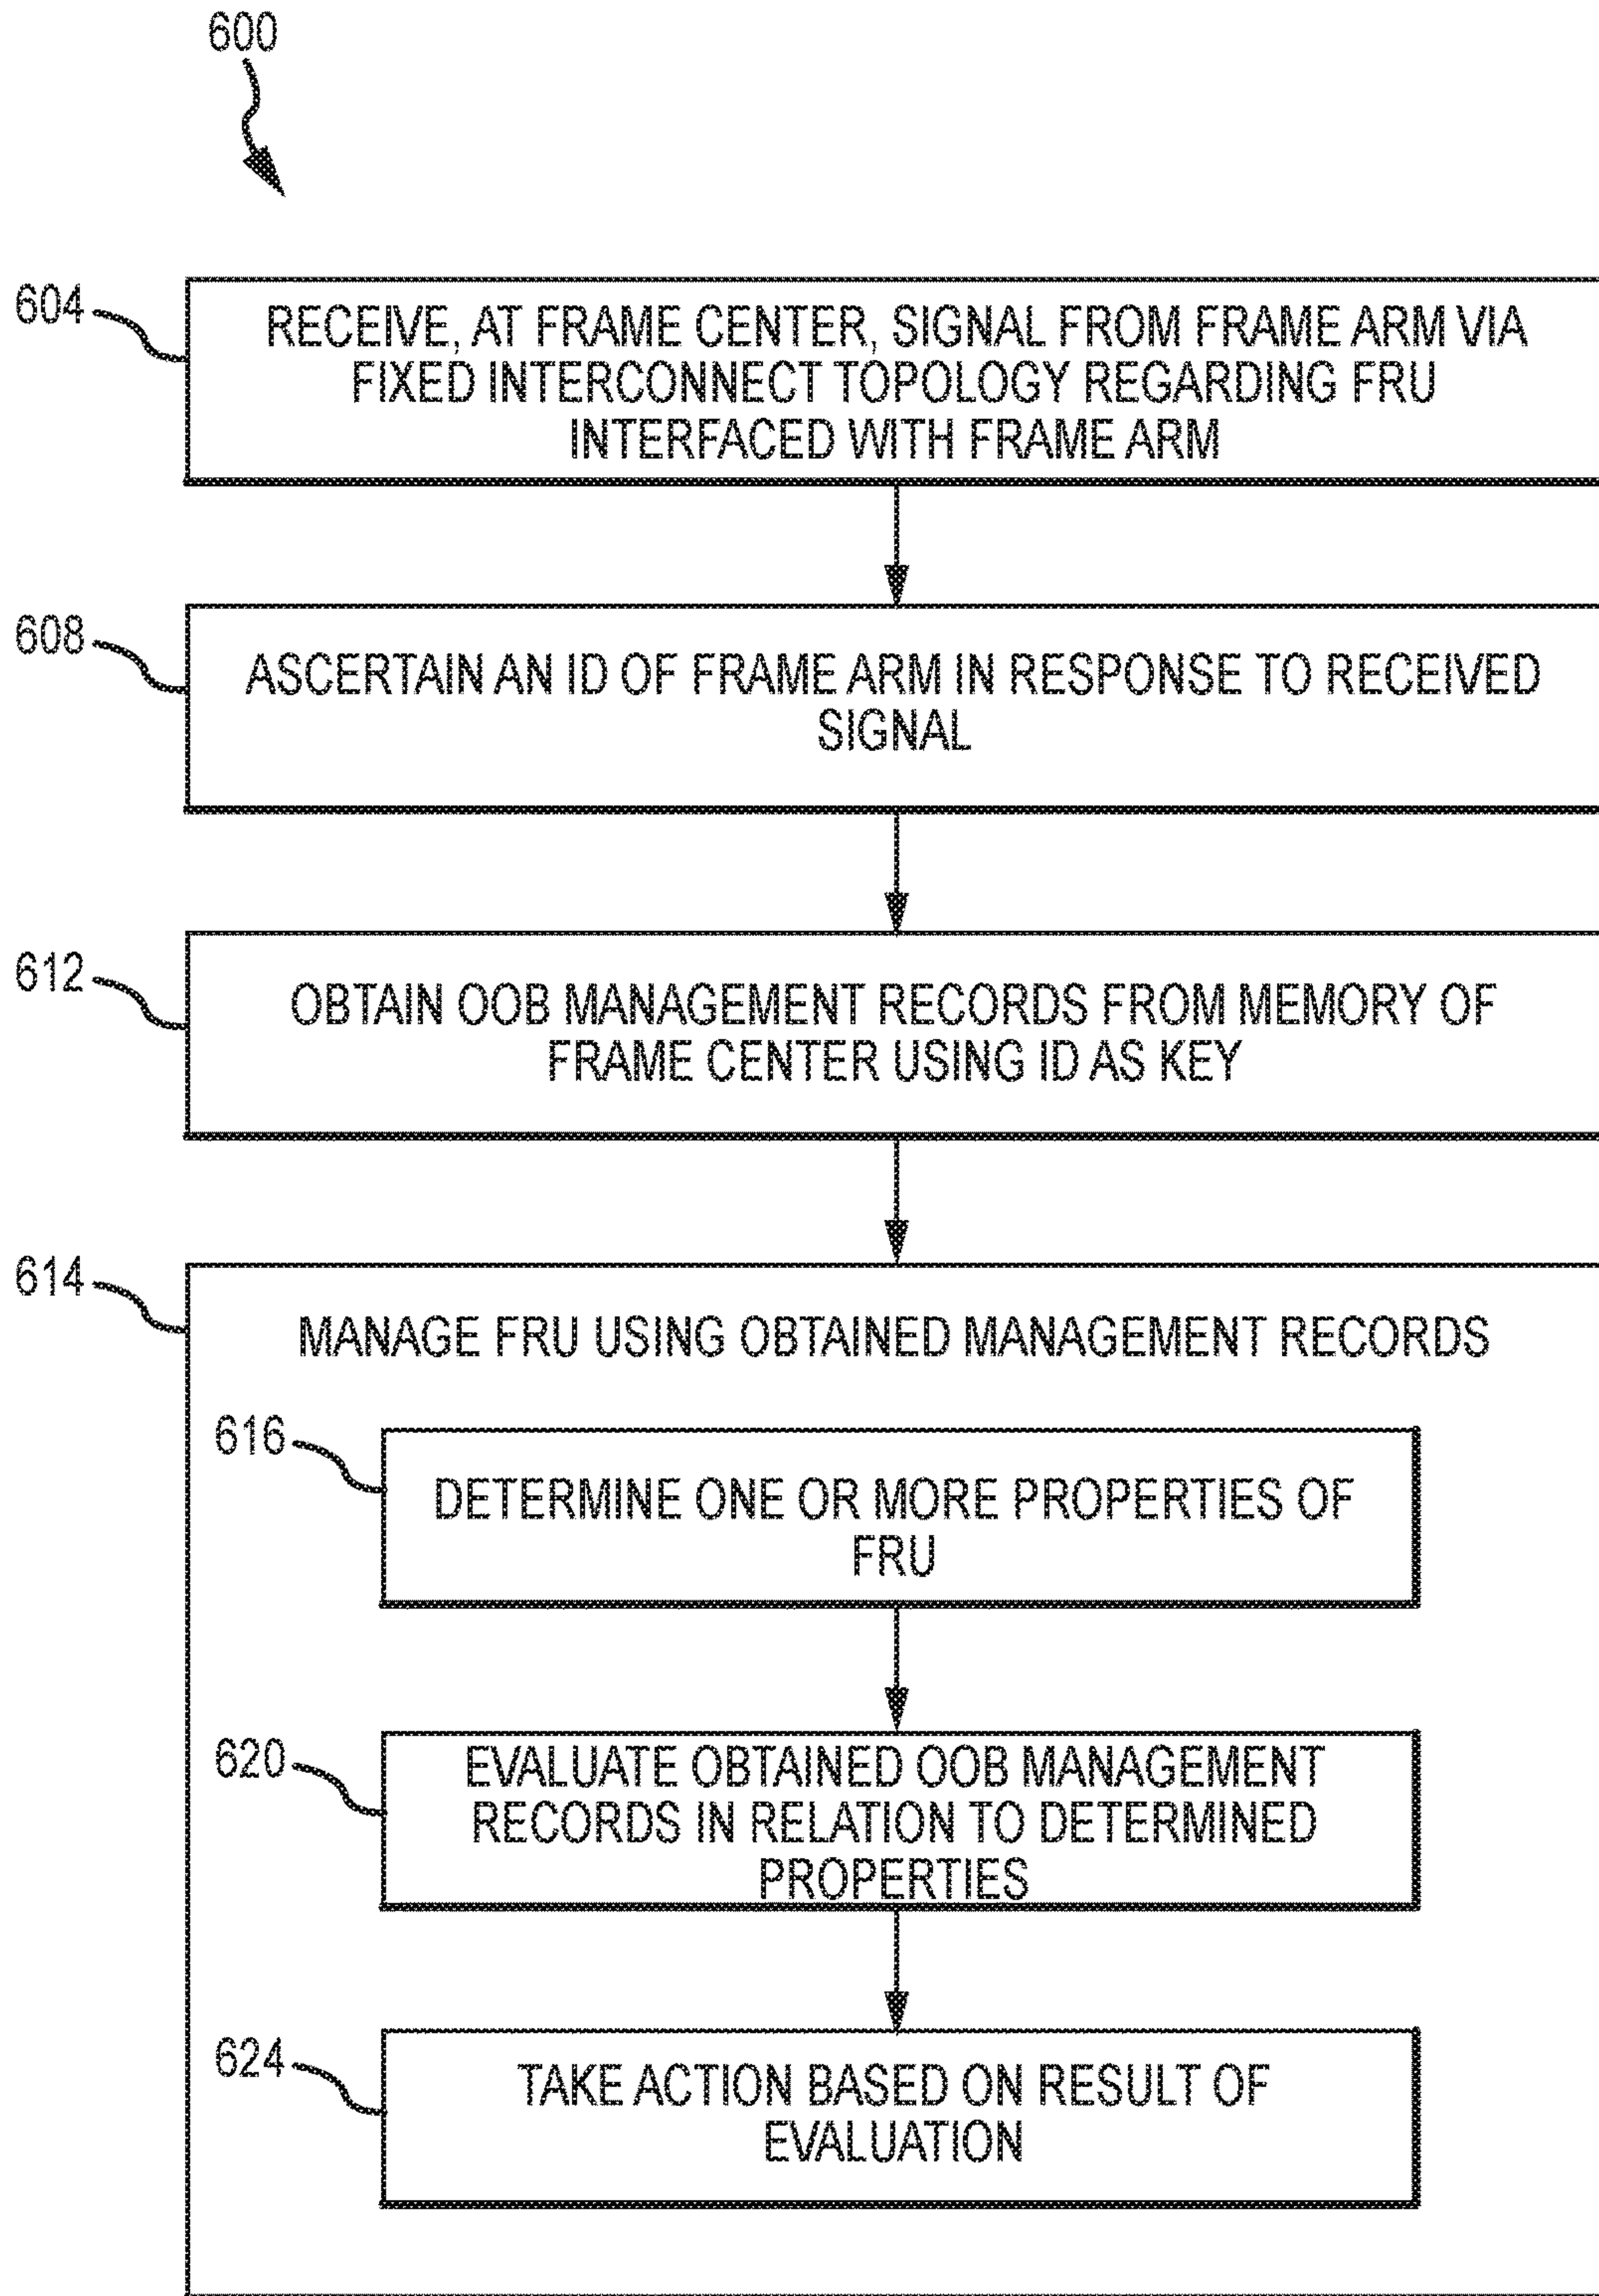 600
604
RECEIVE, AT FRAME CENTER, SIGNAL FROM FRAME ARM VIA
FIXED INTERCONNECT TOPOLOGY REGARDING FRU
INTERFACED WITH FRAME ARM
608
ASCERTAIN AN ID OF FRAME ARM IN RESPONSE TO RECEIVED
SIGNAL
612
OBTAIN OOB MANAGEMENT RECORDS FROM MEMORY OF
FRAME CENTER USING ID AS KEY
614
MANAGE FRU USING OBTAINED MANAGEMENT RECORDS
616
DETERMINE ONE OR MORE PROPERTIES OF
FRU
620
EVALUATE OBTAINED OOB MANAGEMENT
RECORDS IN RELATION TO DETERMINED
PROPERTIES
624
TAKE ACTION BASED ON RESULT OF
EVALUATION